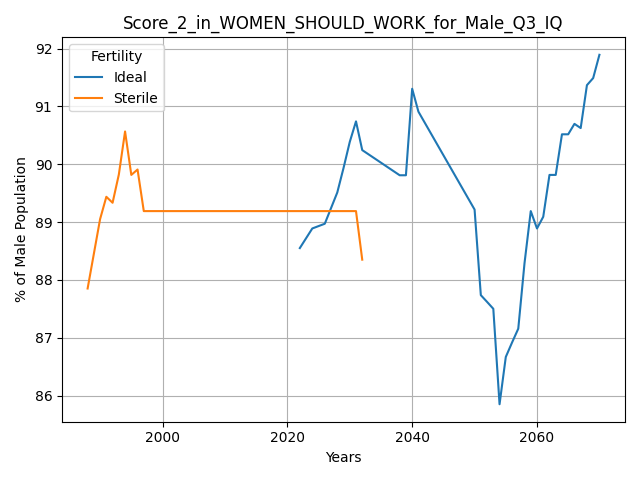 Score_2_in_WOMEN_SHOULD_WORK_for_Male_Q3_IQ
Fertility
Ideal
Sterile
% of Male Population
92
91
90
89
88
87
86
2000
2020
2040
2060
Years